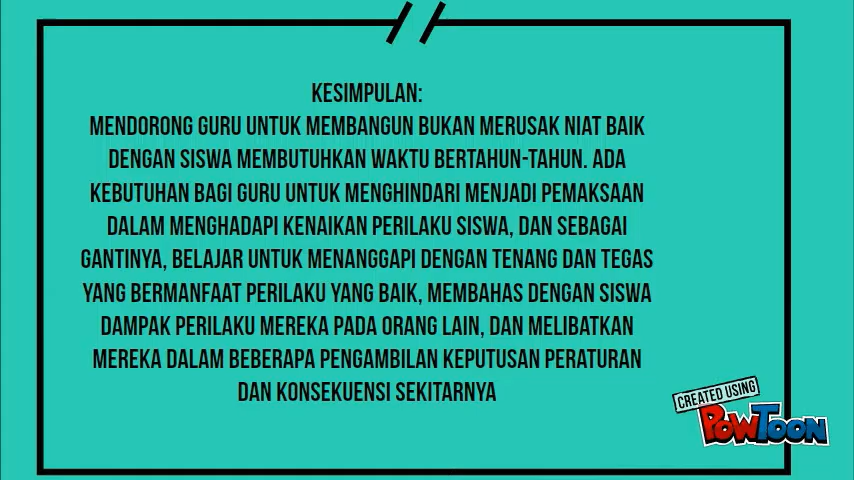 KESIMPULAN:
MENDORONG GURU UNTUK MEMBANGUN BUKAN MERUSAK NIAT BAIK
DENGAN SISWA MEMBUTUHKAN WAKTU BERTAHUN-TAHUN. ADA
KEBUTUHAN BAGI GURU UNTUK MENGHINDARI MENJADI PEMAKSAAN
DALAM MENGHADAPI KENAIKAN PERILAKU SISWA, DAN SEBAGAI
GANTINYA, BELAJAR UNTUK MENANGGAPI DENGAN TENANG DAN TEGAS
YANG BERMANFAAT PERILAKU YANG BAIK, MEMBAHAS DENGAN SISWA
DAMPAK PERILAKU MEREKA PADA ORANG LAIN, DAN MELIBATKAN
MEREKA DALAM BEBERAPA PENGAMBILAN KEPUTUSAN PERATURAN
DAN KONSEKUENSI SEKITARNYA
CREATED USING
POWTOON